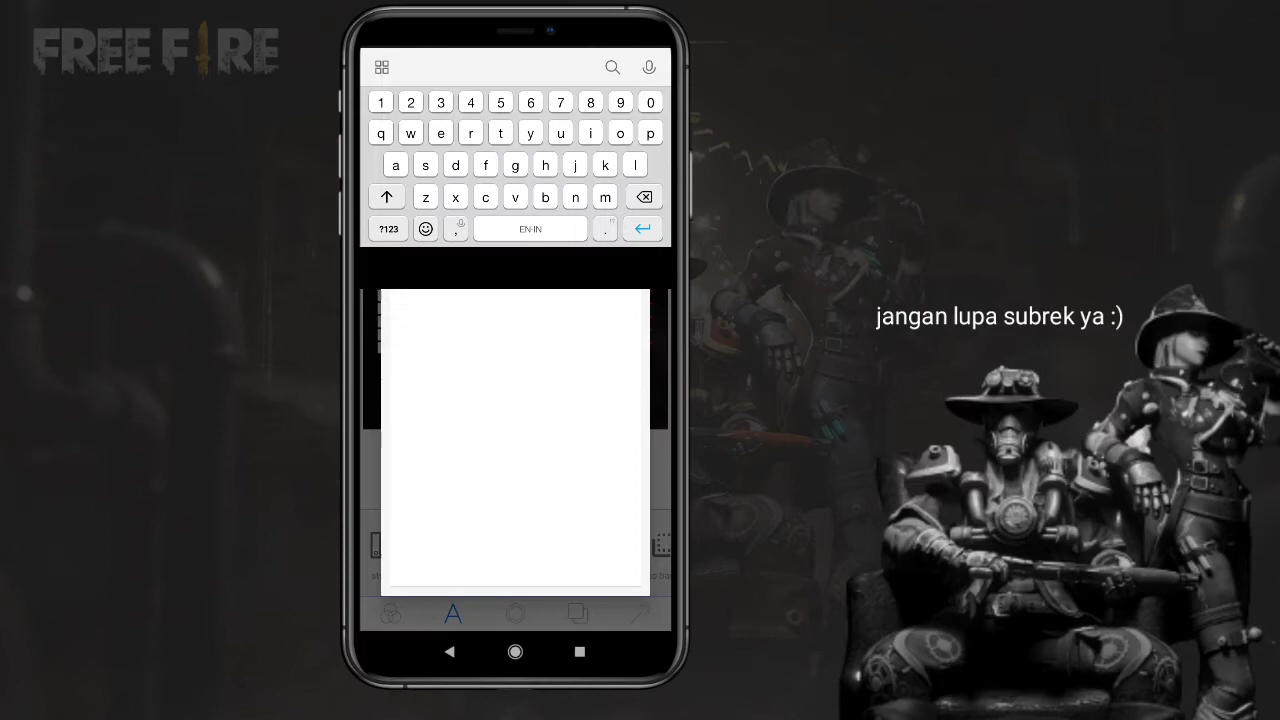 FREE FIRE
1 2 3 4 5 6 7 8 9 0
q w e r t y u i o p
a s d f g h j k l
z x c v b n m
?123 , EN-IN . !?
jangan lupa subrek ya :)
A